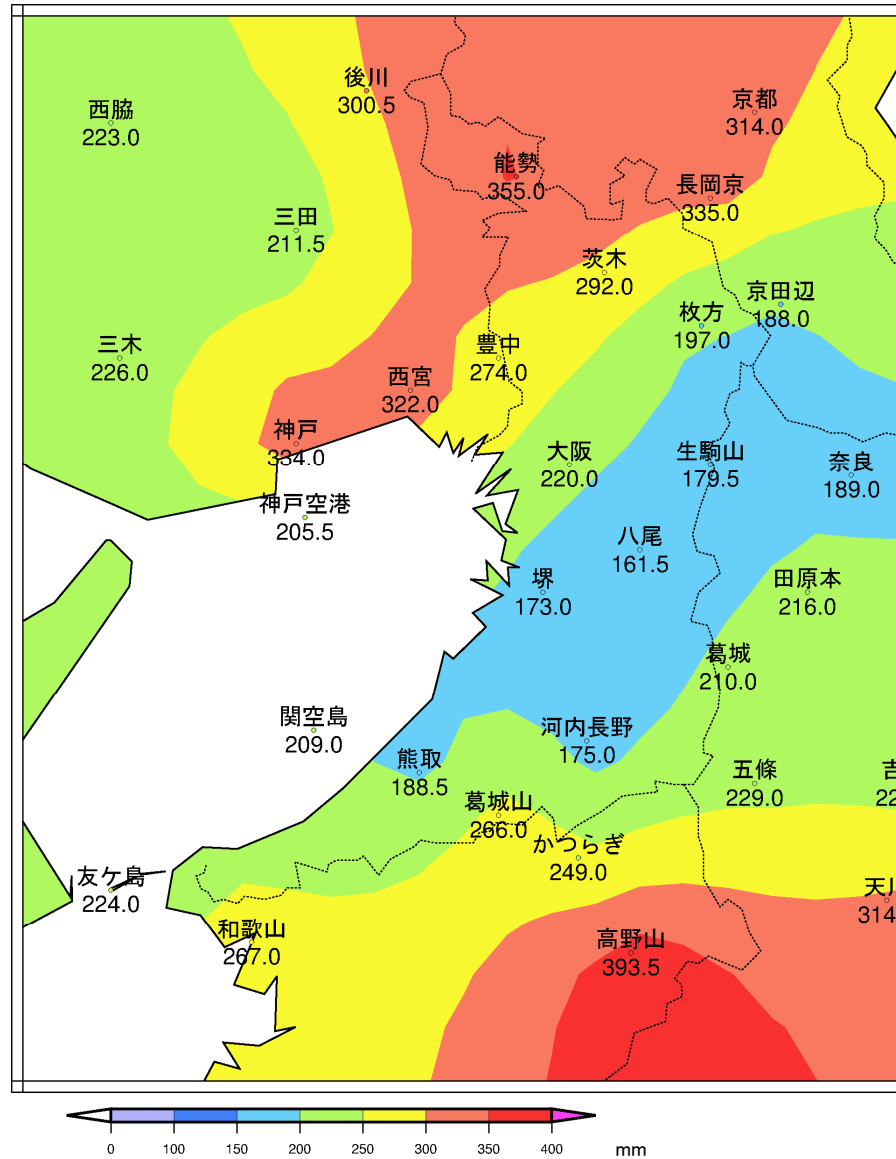 後川
300.5
西脇
223.0
京都
314.0
能勢
355.0
長岡京
335.0
三田
211.5
茨木
292.0
京田辺
188.0
枚方
197.0
三木
226.0
豊中
274.0
西宮
322.0
神戸
334.0
大阪
220.0
生駒山
179.5
奈良
189.0
神戸空港
205.5
八尾
161.5
堺
173.0
田原本
216.0
葛城
210.0
関空島
209.0
河内長野
175.0
熊取
188.5
五條
229.0
吉
22
葛城山
266.0
かつらぎ
249.0
友ケ島
224.0
天川
314
和歌山
267.0
高野山
393.5
0 100 150 200 250 300 350 400 mm